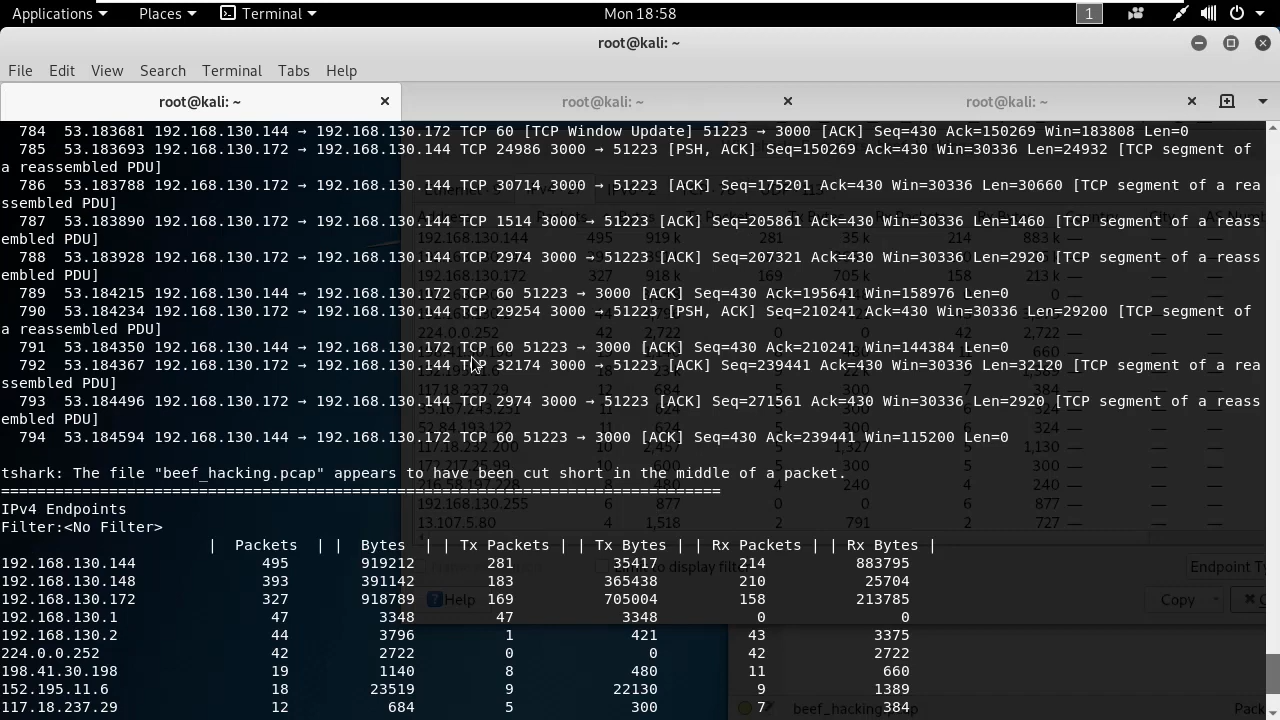 Applications Places Terminal Mon 18:58 1
root@kali: ~
File Edit View Search Terminal Tabs Help
root@kali: ~ root@kali: ~ root@kali: ~
784 53.183681 192.168.130.144 → 192.168.130.172 TCP 60 [TCP Window Update] 51223 → 3000 [ACK] Seq=430 Ack=150269 Win=183808 Len=0
785 53.183693 192.168.130.172 → 192.168.130.144 TCP 24986 3000 → 51223 [PSH, ACK] Seq=150269 Ack=430 Win=30336 Len=24932 [TCP segment of
a reassembled PDU]
786 53.183788 192.168.130.172 → 192.168.130.144 TCP 30714 3000 → 51223 [ACK] Seq=175201 Ack=430 Win=30336 Len=30660 [TCP segment of a rea
ssembled PDU]
787 53.183890 192.168.130.172 → 192.168.130.144 TCP 1514 3000 → 51223 [ACK] Seq=205861 Ack=430 Win=30336 Len=1460 [TCP segment of a reass
embled PDU]
788 53.183928 192.168.130.172 → 192.168.130.144 TCP 2974 3000 → 51223 [ACK] Seq=207321 Ack=430 Win=30336 Len=2920 [TCP segment of a reass
embled PDU]
789 53.184215 192.168.130.144 → 192.168.130.172 TCP 60 51223 → 3000 [ACK] Seq=430 Ack=195641 Win=158976 Len=0
790 53.184234 192.168.130.172 → 192.168.130.144 TCP 29254 3000 → 51223 [PSH, ACK] Seq=210241 Ack=430 Win=30336 Len=29200 [TCP segment of
a reassembled PDU]
791 53.184350 192.168.130.144 → 192.168.130.172 TCP 60 51223 → 3000 [ACK] Seq=430 Ack=210241 Win=144384 Len=0
792 53.184367 192.168.130.172 → 192.168.130.144 TCP 32174 3000 → 51223 [ACK] Seq=239441 Ack=430 Win=30336 Len=32120 [TCP segment of a rea
ssembled PDU]
793 53.184496 192.168.130.172 → 192.168.130.144 TCP 2974 3000 → 51223 [ACK] Seq=271561 Ack=430 Win=30336 Len=2920 [TCP segment of a reass
embled PDU]
794 53.184594 192.168.130.144 → 192.168.130.172 TCP 60 51223 → 3000 [ACK] Seq=430 Ack=239441 Win=115200 Len=0
tshark: The file "beef_hacking.pcap" appears to have been cut short in the middle of a packet.
================================================================================
IPv4 Endpoints
Filter:<No Filter>
| Packets | | Bytes | | Tx Packets | | Tx Bytes | | Rx Packets | | Rx Bytes |
192.168.130.144 495 919212 281 35417 214 883795
192.168.130.148 393 391142 183 365438 210 25704
192.168.130.172 327 918789 169 705004 158 213785
192.168.130.1 47 3348 47 3348 0 0
192.168.130.2 44 3796 1 421 43 3375
224.0.0.252 42 2722 0 0 42 2722
198.41.30.198 19 1140 8 480 11 660
152.195.11.6 18 23519 9 22130 9 1389
117.18.237.29 12 684 5 300 7 384
Help Copy
beef_hacking.pcap